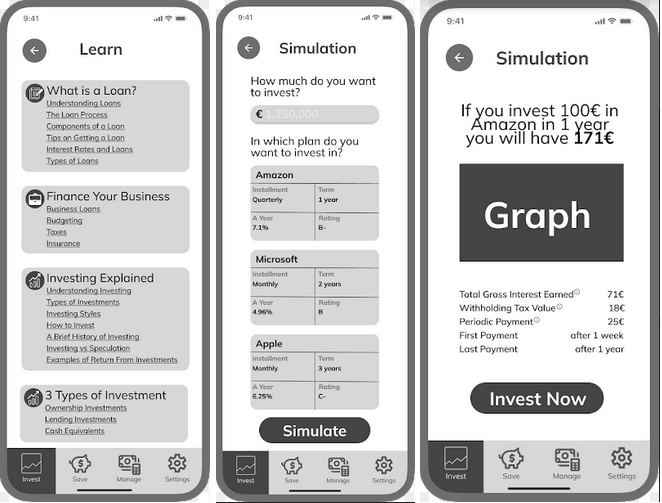 9:41
Learn
What is a Loan?
Understanding Loans
The Loan Process
Components of a Loan
Tips on Getting a Loan
Interest Rates and Loans
Types of Loans
Finance Your Business
Business Loans
Budgeting
Taxes
Insurance
Investing Explained
Understanding Investing
Types of Investments
Investing Styles
How to Invest
A Brief History of Investing
Investing vs Speculation
Examples of Return From Investments
3 Types of Investment
Ownership Investments
Lending Investments
Cash Equivalents
Invest Save Manage Settings
9:41
Simulation
How much do you want
to invest?
€ 1,250,000
In which plan do you
want to invest in?
Amazon
Installment Term
Quarterly 1 year
A Year Rating
7.1% B-
Microsoft
Installment Term
Monthly 2 years
A Year Rating
4.96% B
Apple
Installment Term
Monthly 3 years
A Year Rating
6.25% C-
Simulate
Invest Save Manage Settings
9:41
Simulation
If you invest 100€ in
Amazon in 1 year
you will have 171€
Graph
Total Gross Interest Earned 71€
Withholding Tax Value 18€
Periodic Payment 25€
First Payment after 1 week
Last Payment after 1 year
Invest Now
Invest Save Manage Settings